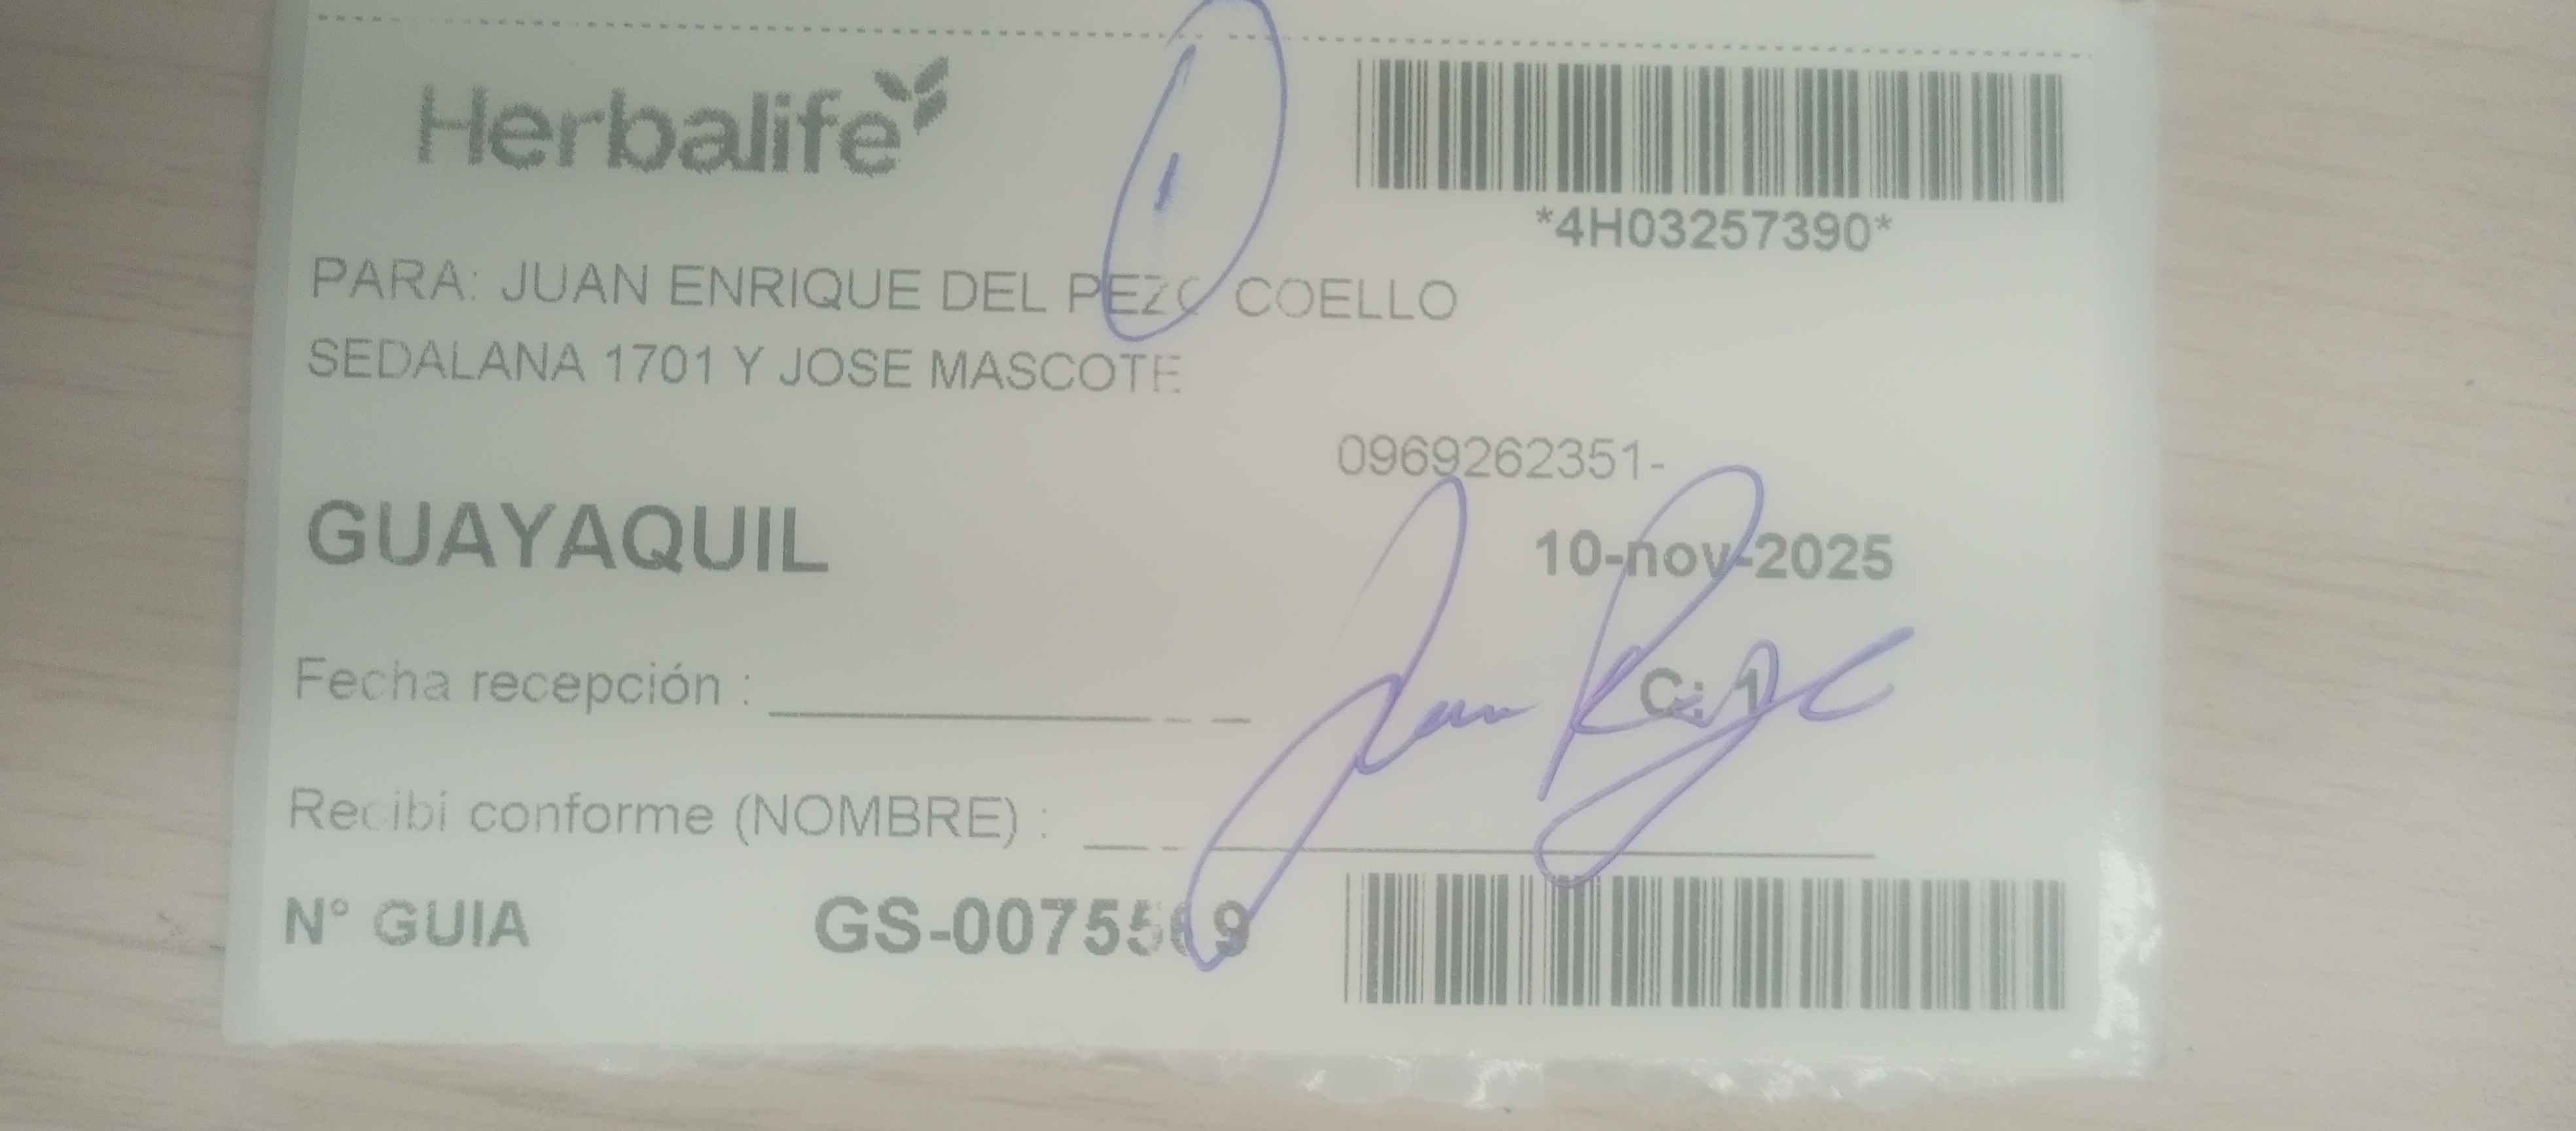 Herbalife
*4H03257390*
PARA: JUAN ENRIQUE DEL PEZO COELLO
SEDALANA 1701 Y JOSE MASCOTE
0969262351-
GUAYAQUIL
10-nov-2025
Fecha recepción :
C: 1
Recibí conforme (NOMBRE) :
N° GUIA GS-0075569